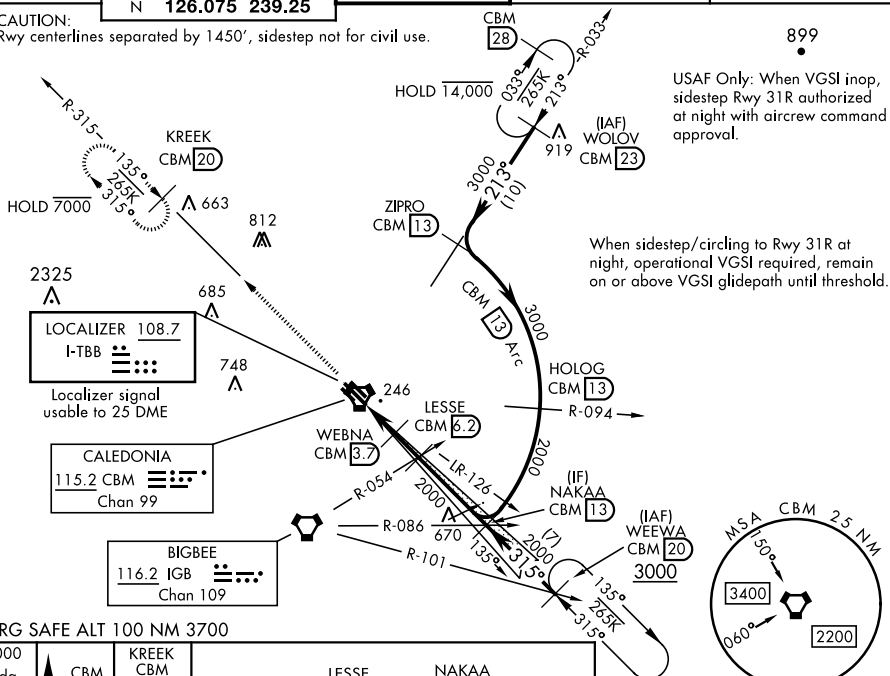 N 126.075 239.25
CAUTION:
Rwy centerlines separated by 1450', sidestep not for civil use.
CBM
28
R-033
HOLD 14,000
033°
265K
213°
899
USAF Only: When VGSI inop,
sidestep Rwy 31R authorized
at night with aircrew command
approval.
R-315
KREEK
CBM 20
135°
265K
315°
HOLD 7000
663
812
919
(IAF)
WOLOV
CBM 23
3000
213°
(10)
ZIPRO
CBM 13
When sidestep/circling to Rwy 31R at
night, operational VGSI required, remain
on or above VGSI glidepath until threshold.
CBM 13 Arc
3000
2325
685
LOCALIZER 108.7
I-TBB
Localizer signal
usable to 25 DME
748
246
HOLOG
CBM 13
R-094
2000
LESSE
CBM 6.2
WEBNA
CBM 3.7
LR-126
R-054
2000
CALEDONIA
115.2 CBM
Chan 99
(IF)
NAKAA
CBM 13
R-086
670
135°
(7)
2000
315°
R-101
BIGBEE
116.2 IGB
Chan 109
(IAF)
WEEWA
CBM 20
3000
135°
265K
315°
MSA CBM 25 NM
150°
3400
060°
2200
RG SAFE ALT 100 NM 3700
000
CBM
KREEK
CBM
LESSE
NAKAA